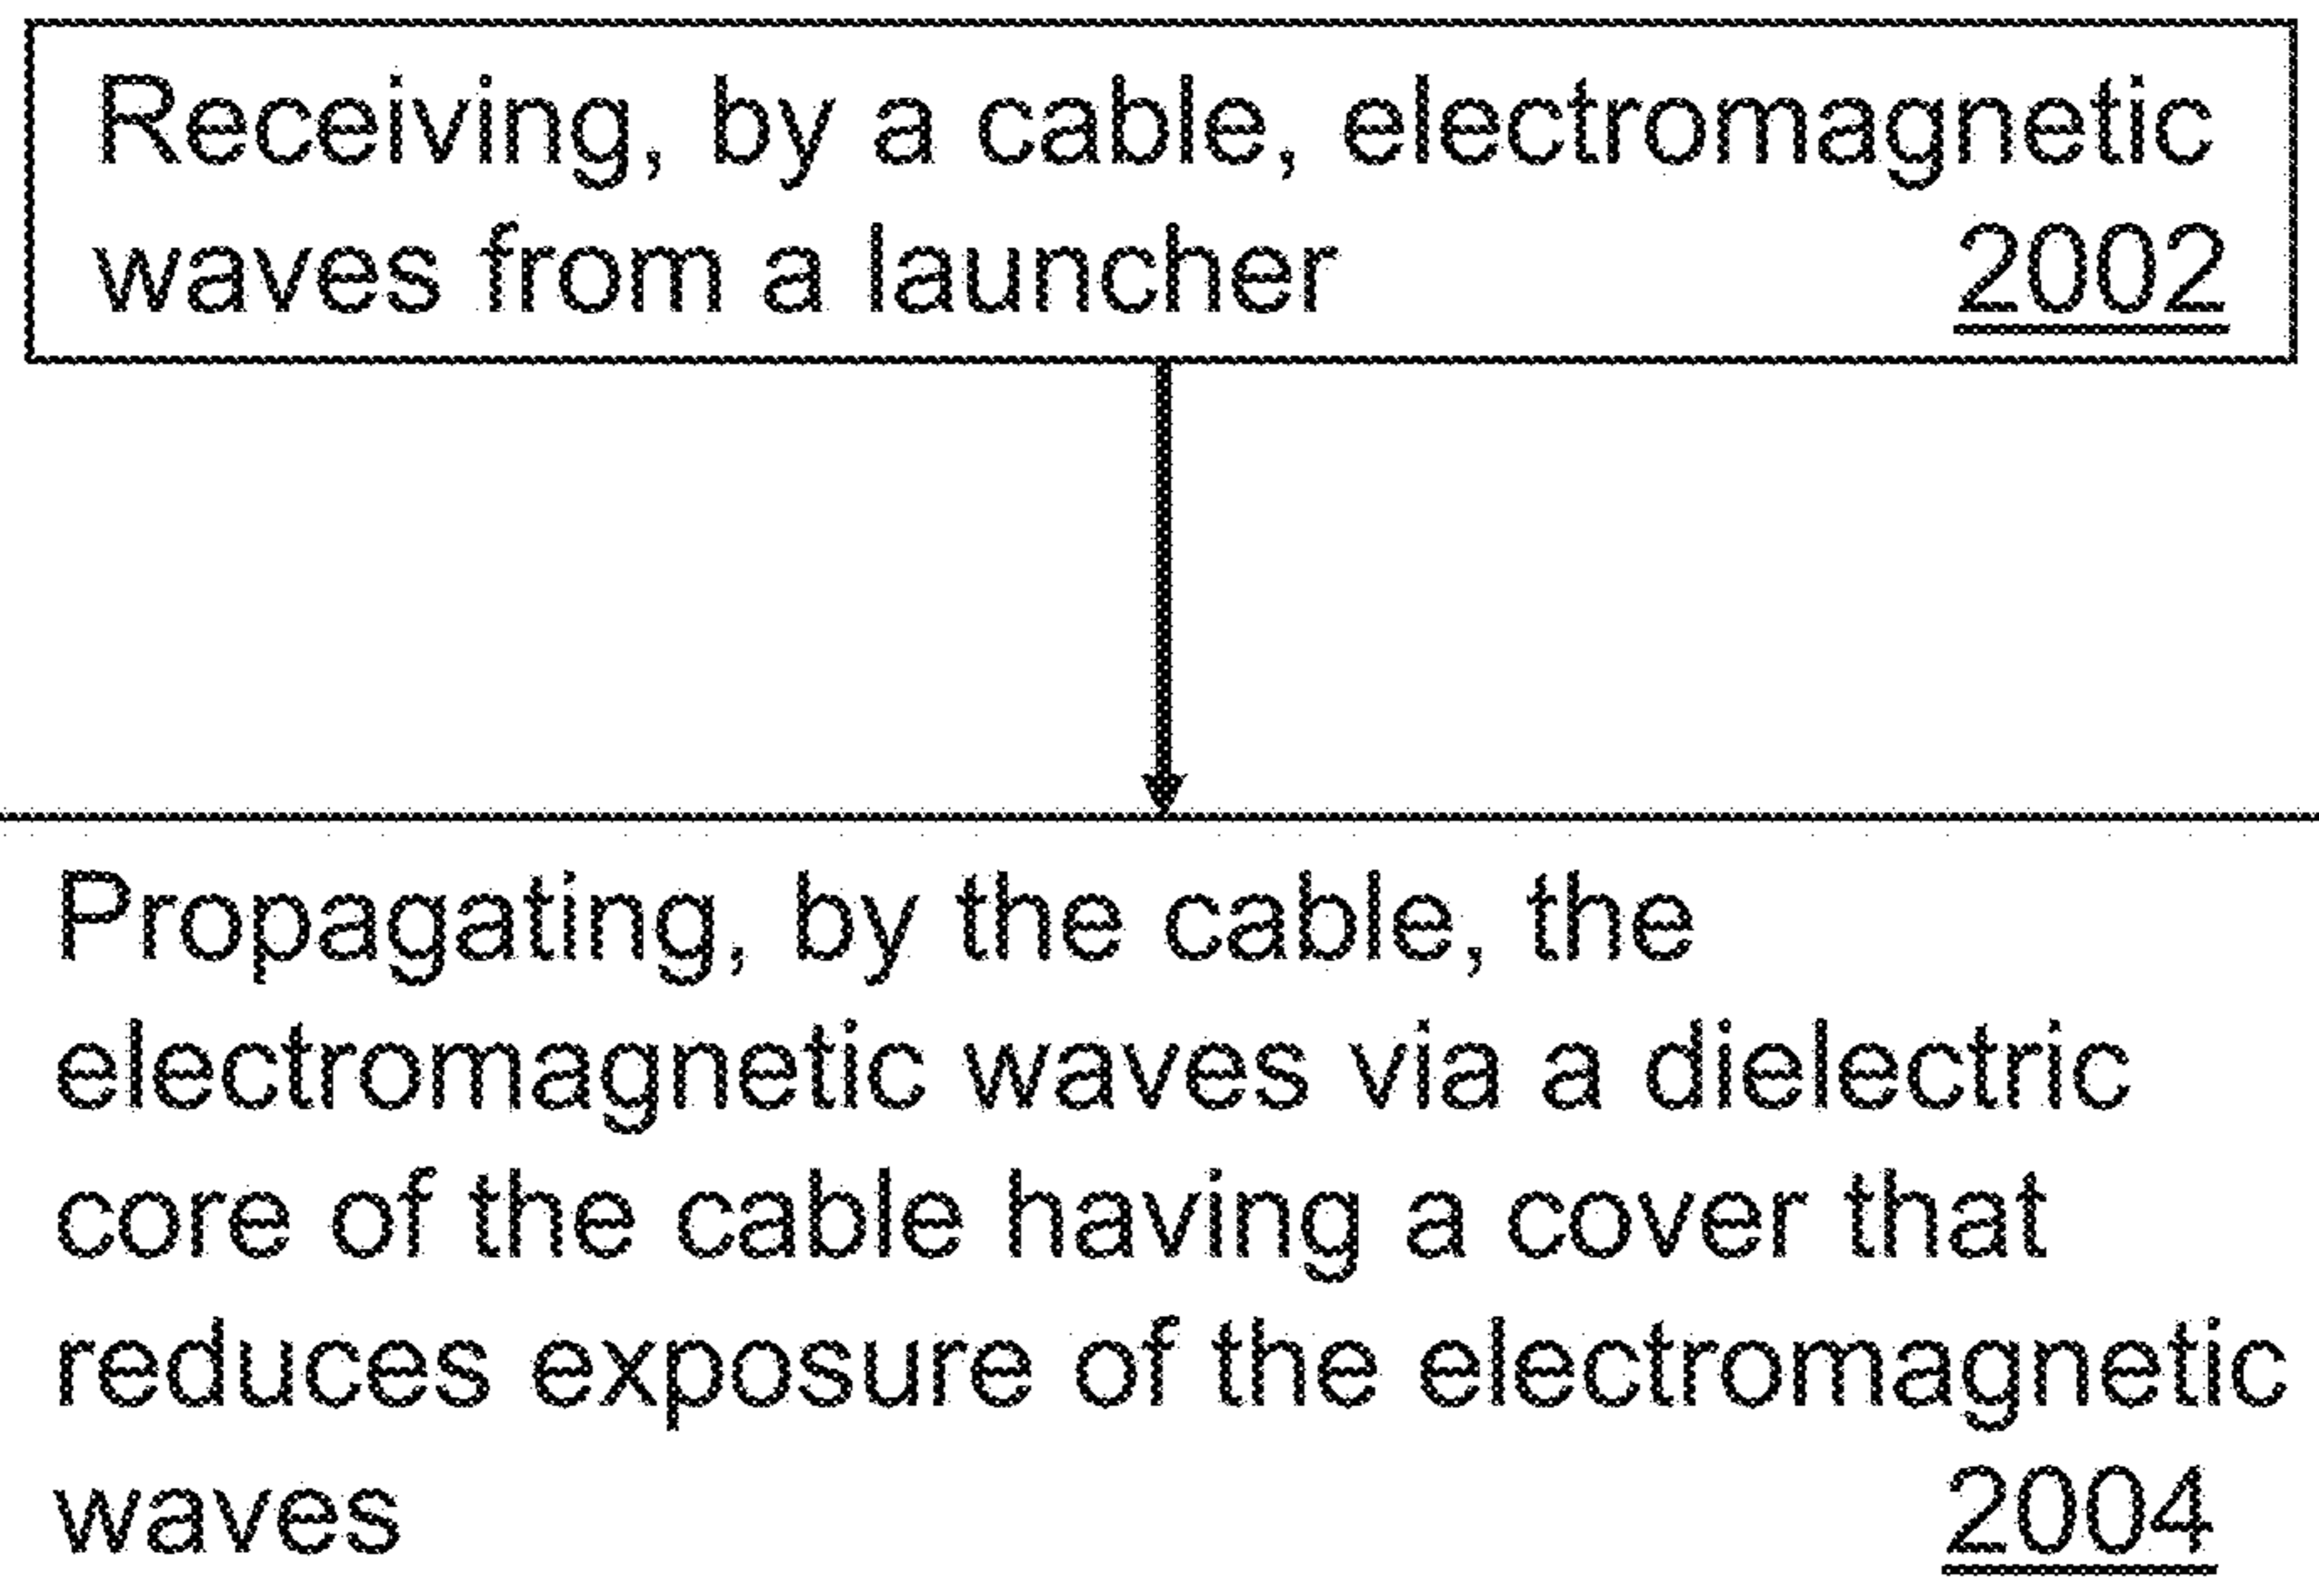 Receiving, by a cable, electromagnetic
waves from a launcher 2002
Propagating, by the cable, the
electromagnetic waves via a dielectric
core of the cable having a cover that
reduces exposure of the electromagnetic
waves 2004